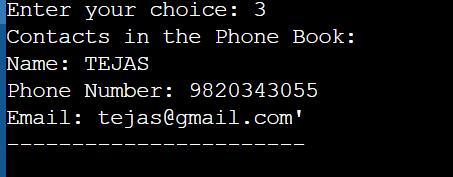 Enter your choice: 3
Contacts in the Phone Book:
Name: TEJAS
Phone Number: 9820343055
Email: tejas@gmail.com'
-----------------------